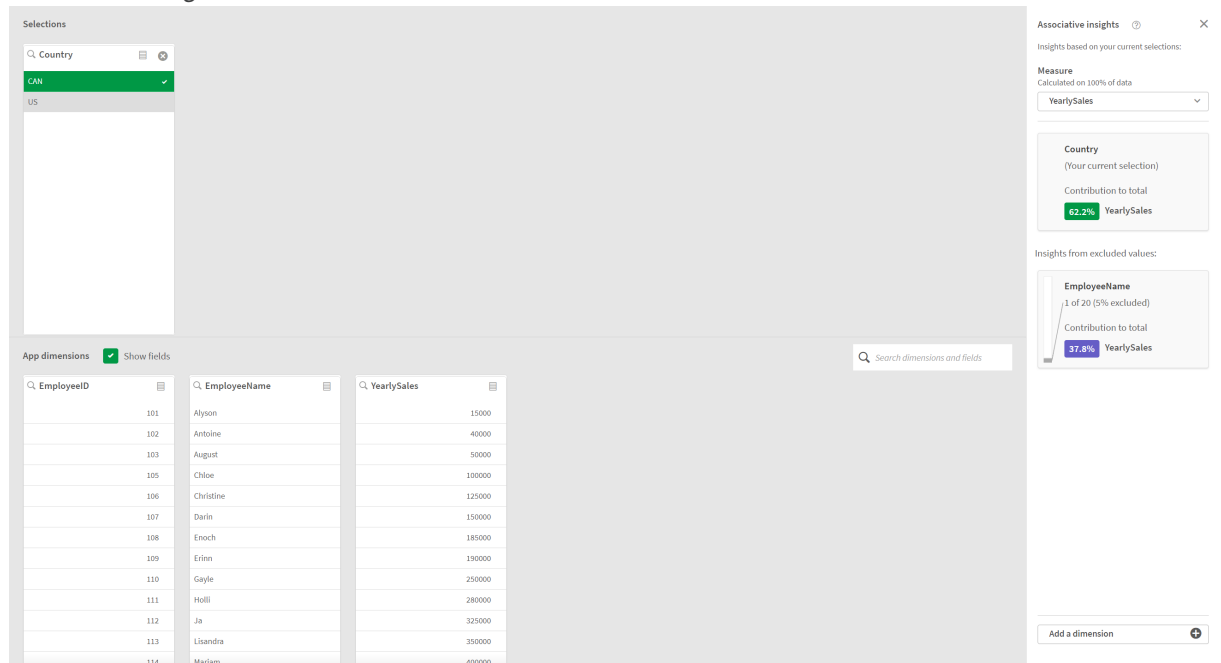 Selections
Country
CAN
US
App dimensions
Show fields
Search dimensions and fields
EmployeeID
101
102
103
105
106
107
108
109
110
111
112
113
114
EmployeeName
Alyson
Antoine
August
Chloe
Christine
Darin
Enoch
Erinn
Gayle
Holli
Ja
Lisandra
Mariam
YearlySales
15000
40000
50000
100000
125000
150000
185000
190000
250000
280000
325000
350000
400000
Associative insights
Insights based on your current selections:
Measure
Calculated on 100% of data
YearlySales
Country
(Your current selection)
Contribution to total
62.2% YearlySales
Insights from excluded values:
EmployeeName
1 of 20 (5% excluded)
Contribution to total
37.8% YearlySales
Add a dimension